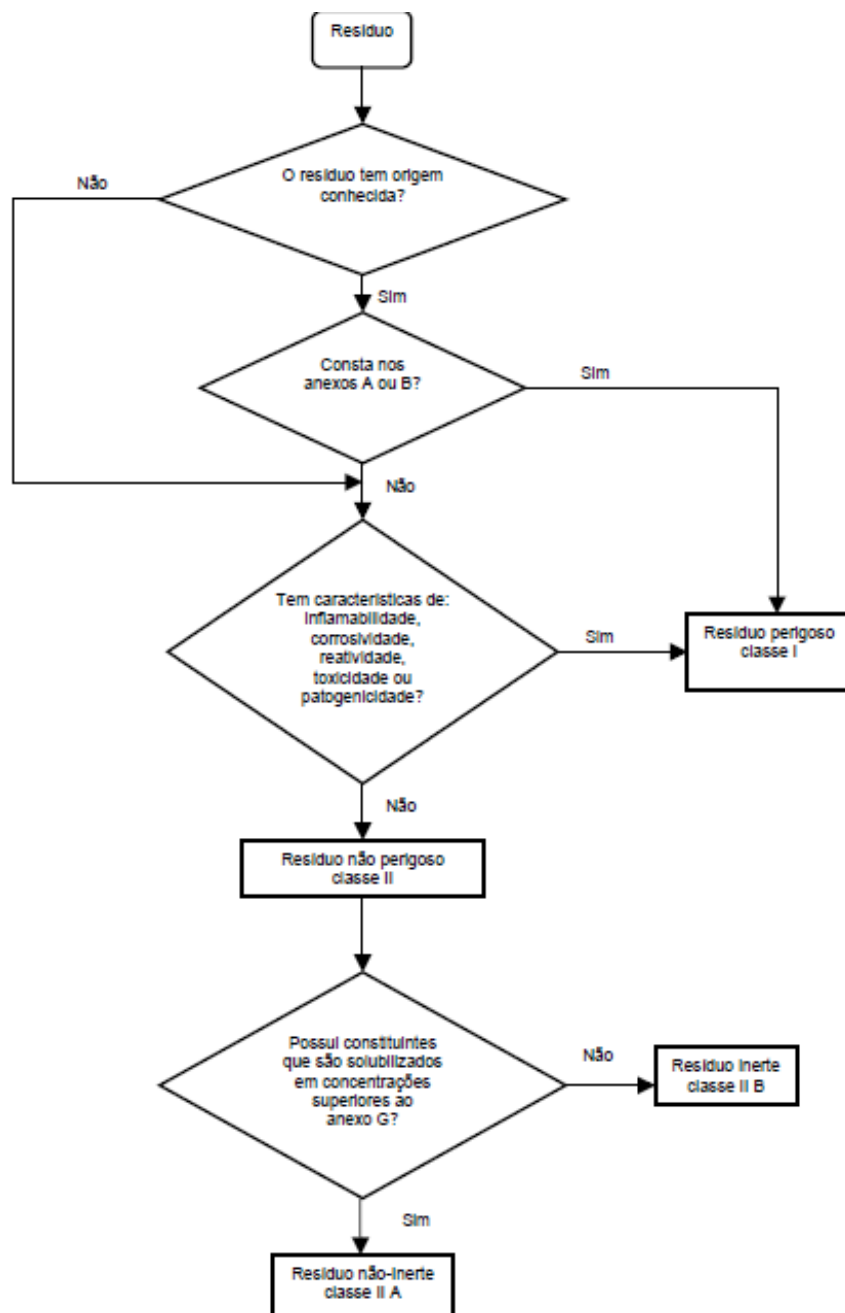 Resíduo
O resíduo tem origem
conhecida?
Não
Sim
Consta nos
anexos A ou B?
Sim
Não
Tem características de:
inflamabilidade,
corrosividade,
reatividade,
toxicidade ou
patogenicidade?
Sim
Resíduo perigoso
classe I
Não
Resíduo não perigoso
classe II
Possui constituintes
que são solubilizados
em concentrações
superiores ao
anexo G?
Não
Resíduo inerte
classe II B
Sim
Resíduo não-inerte
classe II A